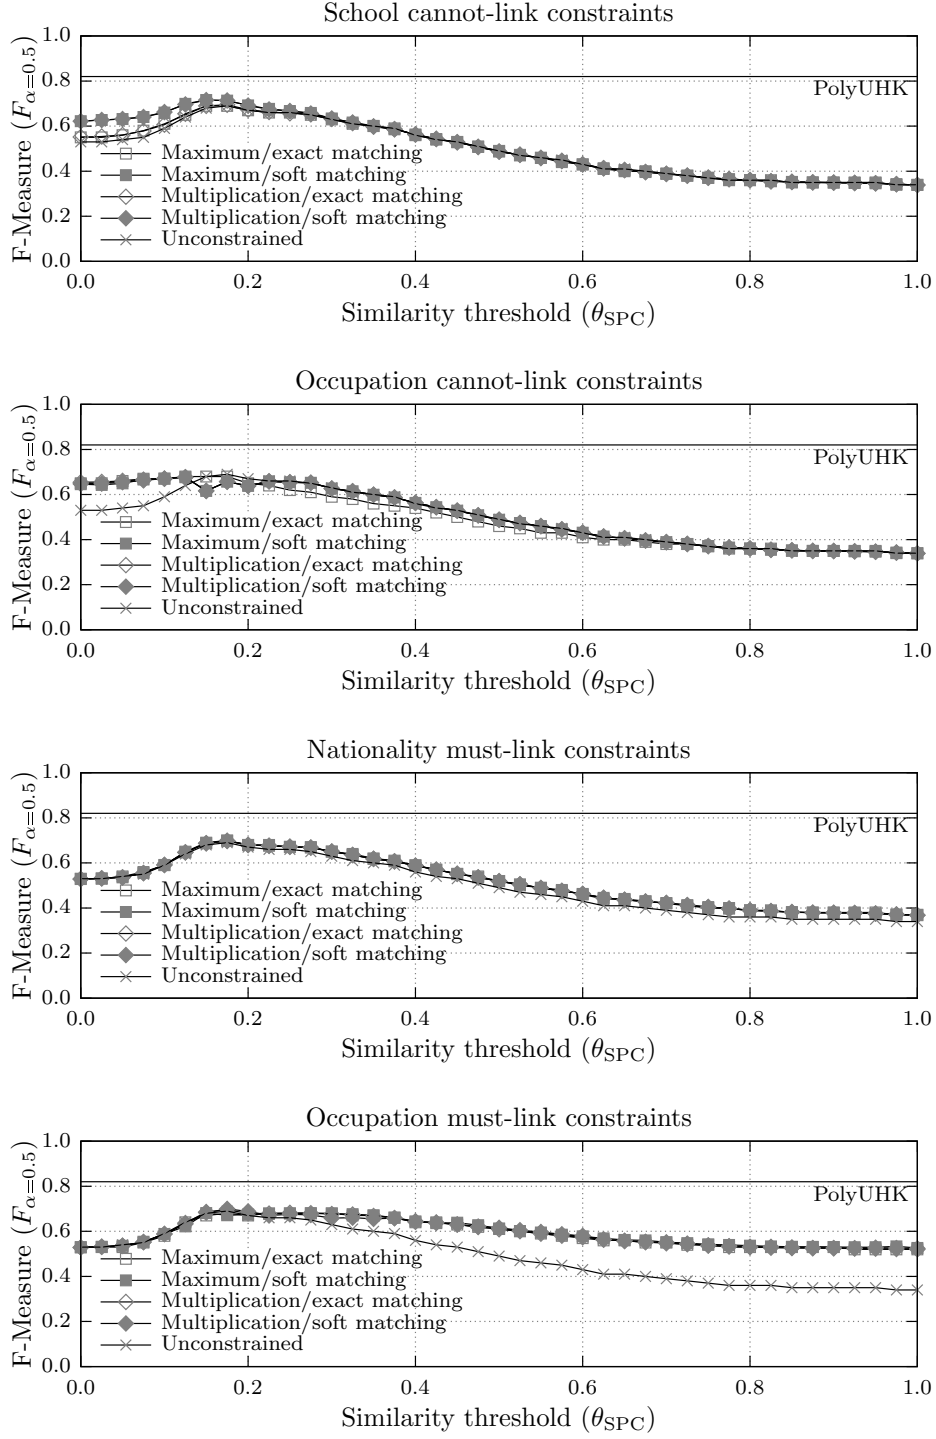 School cannot-link constraints
F-Measure (Fα=0.5)
1.0
0.8
0.6
0.4
0.2
0.0
PolyUHK
Maximum/exact matching
Maximum/soft matching
Multiplication/exact matching
Multiplication/soft matching
Unconstrained
0.0 0.2 0.4 0.6 0.8 1.0
Similarity threshold (θSPC)
Occupation cannot-link constraints
F-Measure (Fα=0.5)
1.0
0.8
0.6
0.4
0.2
0.0
PolyUHK
Maximum/exact matching
Maximum/soft matching
Multiplication/exact matching
Multiplication/soft matching
Unconstrained
0.0 0.2 0.4 0.6 0.8 1.0
Similarity threshold (θSPC)
Nationality must-link constraints
F-Measure (Fα=0.5)
1.0
0.8
0.6
0.4
0.2
0.0
PolyUHK
Maximum/exact matching
Maximum/soft matching
Multiplication/exact matching
Multiplication/soft matching
Unconstrained
0.0 0.2 0.4 0.6 0.8 1.0
Similarity threshold (θSPC)
Occupation must-link constraints
F-Measure (Fα=0.5)
1.0
0.8
0.6
0.4
0.2
0.0
PolyUHK
Maximum/exact matching
Maximum/soft matching
Multiplication/exact matching
Multiplication/soft matching
Unconstrained
0.0 0.2 0.4 0.6 0.8 1.0
Similarity threshold (θSPC)